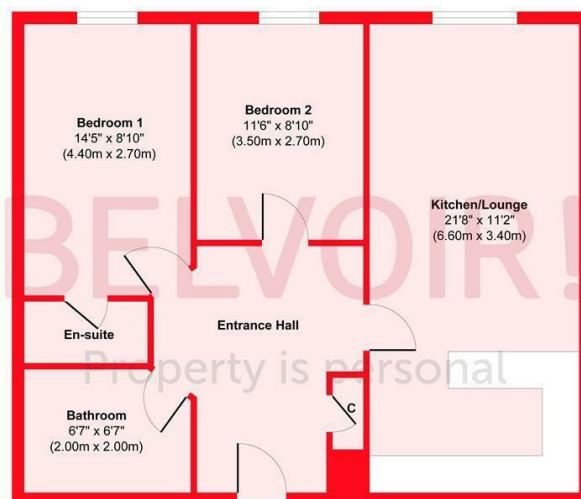 Bedroom 1
14'5" x 8'10"
(4.40m x 2.70m)
Bedroom 2
11'6" x 8'10"
(3.50m x 2.70m)
Kitchen/Lounge
21'8" x 11'2"
(6.60m x 3.40m)
BELVOIR!
Entrance Hall
En-suite
Property is personal
Bathroom
6'7" x 6'7"
(2.00m x 2.00m)
C